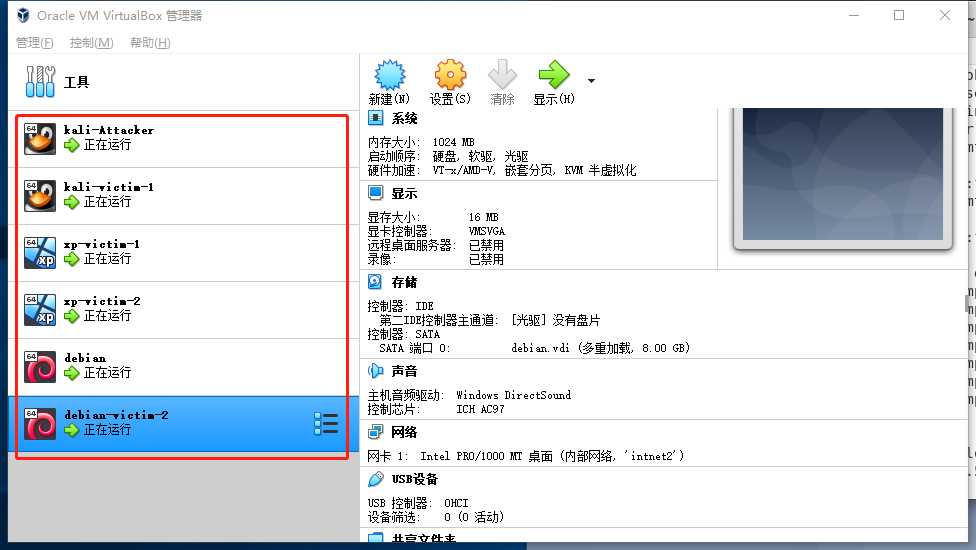 Oracle VM VirtualBox 管理器
管理(F) 控制(M) 帮助(H)
工具
64
kali-Attacker
正在运行
64
kali-victim-1
正在运行
64
xp
xp-victim-1
正在运行
64
xp
xp-victim-2
正在运行
64
debian
正在运行
64
debian-victim-2
正在运行
新建(N) 设置(S) 清除 显示(H)
系统
内存大小: 1024 MB
启动顺序: 硬盘, 软驱, 光驱
硬件加速: VT-x/AMD-V, 嵌套分页, KVM 半虚拟化
显示
显存大小: 16 MB
显卡控制器: VMSVGA
远程桌面服务器: 已禁用
录像: 已禁用
存储
控制器: IDE
第二IDE控制器主通道: [光驱] 没有盘片
控制器: SATA
SATA 端口 0: debian.vdi (多重加载, 8.00 GB)
声音
主机音频驱动: Windows DirectSound
控制芯片: ICH AC97
网络
网卡 1: Intel PRO/1000 MT 桌面 (内部网络, 'intnet2')
USB设备
USB 控制器: OHCI
设备筛选: 0 (0 活动)
共享文件夹